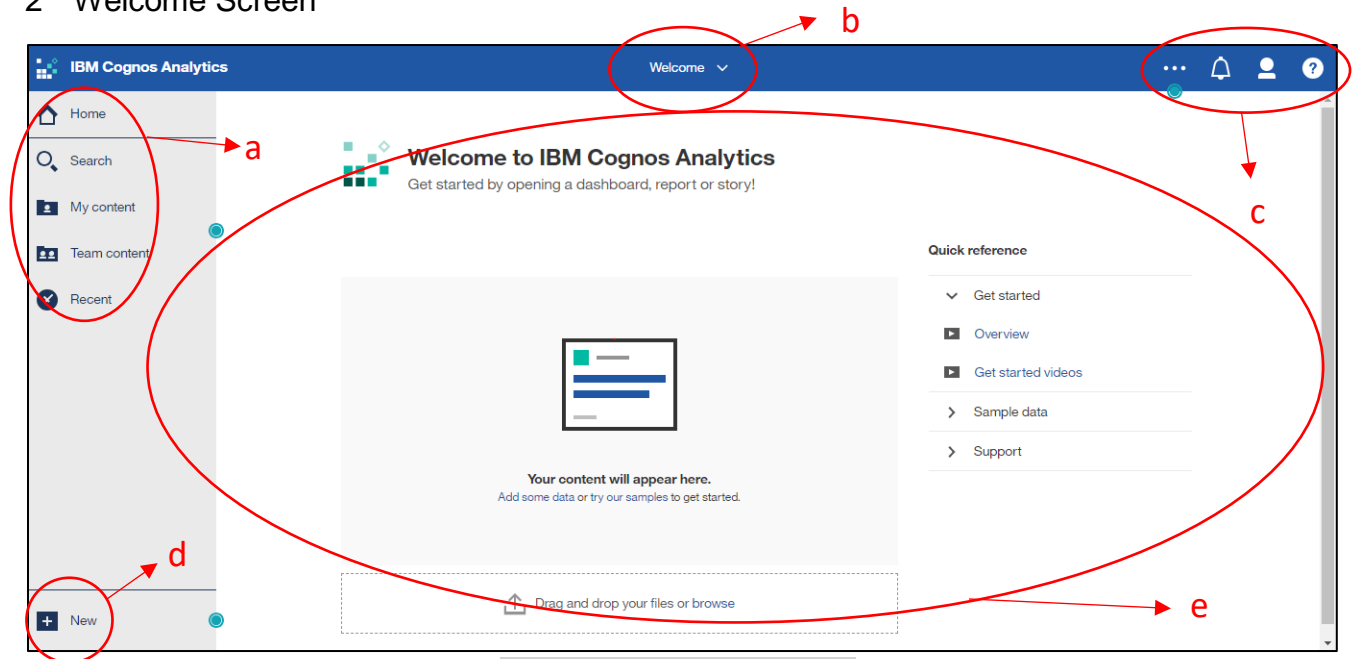 2 Welcome Screen
b
IBM Cognos Analytics
Welcome
?
Home
a
Search
Welcome to IBM Cognos Analytics
Get started by opening a dashboard, report or story!
My content
c
Team content
Quick reference
Recent
Get started
Overview
Get started videos
Sample data
Support
Your content will appear here.
Add some data or try our samples to get started.
d
Drag and drop your files or browse
e
New